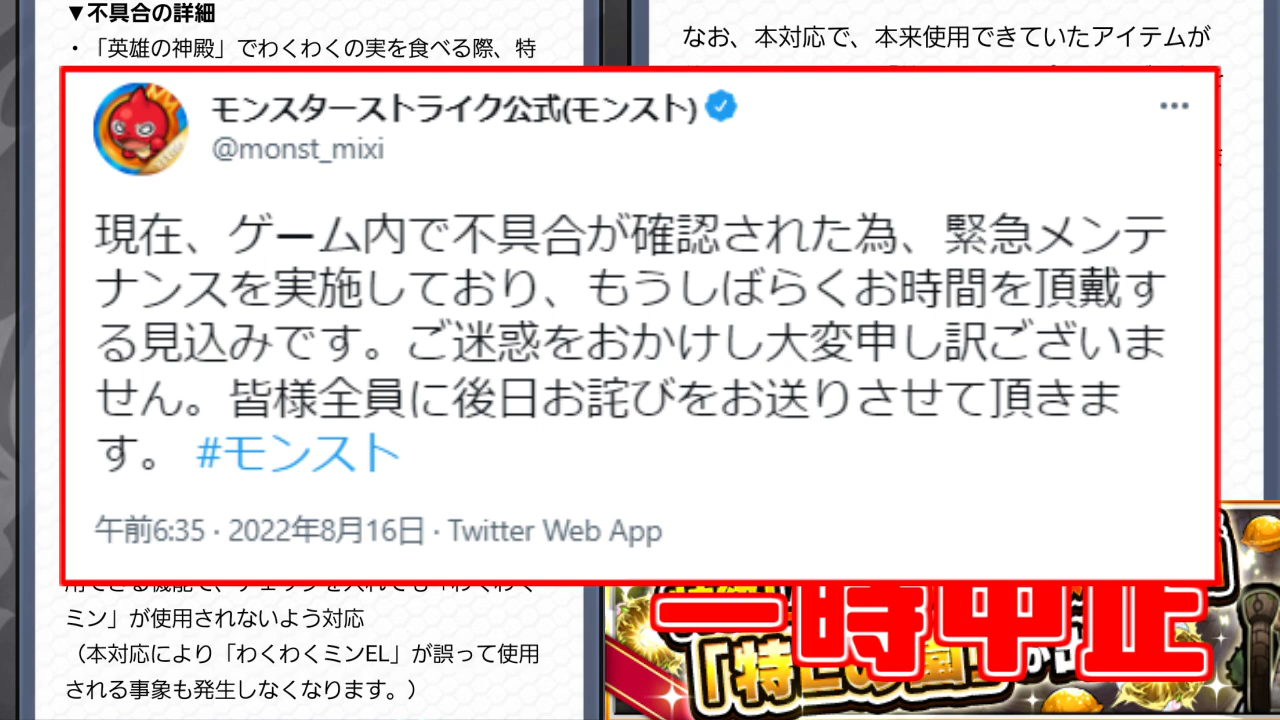 ▼不具合の詳細
・「英雄の神殿」でわくわくの実を食べる際、特
なお、本対応で、本来使用できていたアイテムが
モンスターストライク公式(モンスト)
@monst_mixi
現在、ゲーム内で不具合が確認された為、緊急メンテ
ナンスを実施しており、もうしばらくお時間を頂戴す
る見込みです。ご迷惑をおかけし大変申し訳ございま
せん。皆様全員に後日お詫びをお送りさせて頂きま
す。 #モンスト
午前6:35 · 2022年8月16日 · Twitter Web App
ミン」が使用されないよう対応
（本対応により「わくわくミンEL」が誤って使用
される事象も発生しなくなります。）
一時中止